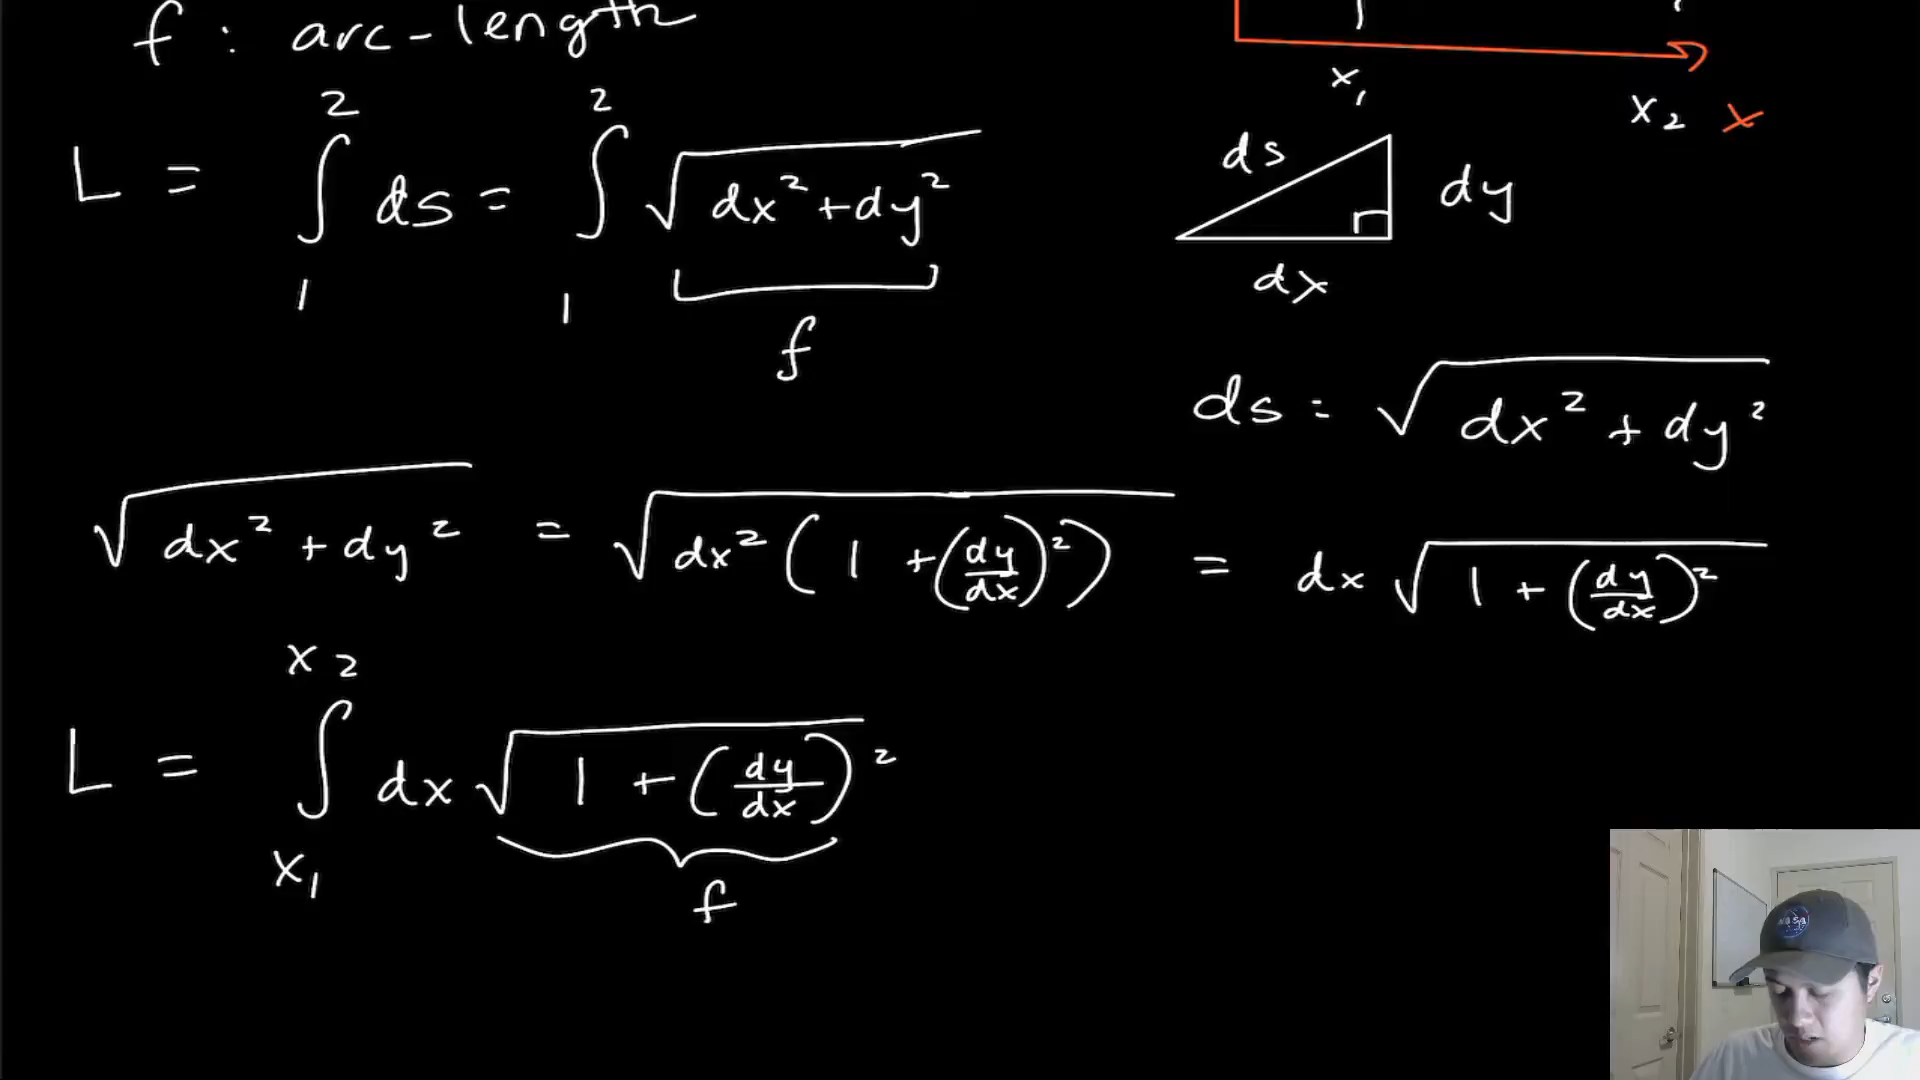 f : arc-length
x₁
x₂ x
L = ∫₁² ds = ∫₁² √(dx² + dy²)
f
ds
dy
dx
ds = √(dx² + dy²)
√(dx² + dy²) = √(dx² (1 + (dy/dx)²)) = dx √(1 + (dy/dx)²)
L = ∫ₓ₁ˣ² dx √(1 + (dy/dx)²)
f
NASA